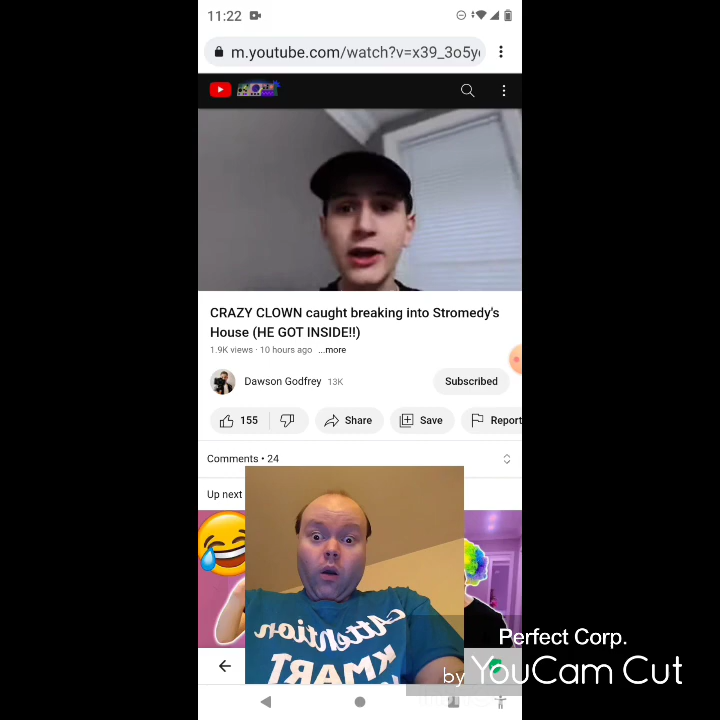 11:22
m.youtube.com/watch?v=x39_3o5y
CRAZY CLOWN caught breaking into Stromedy's
House (HE GOT INSIDE!!)
1.9K views · 10 hours ago ...more
Dawson Godfrey 13K
Subscribed
155 Share Save Report
Comments • 24
Up next
Attention
KMART
Perfect Corp.
by YouCam Cut